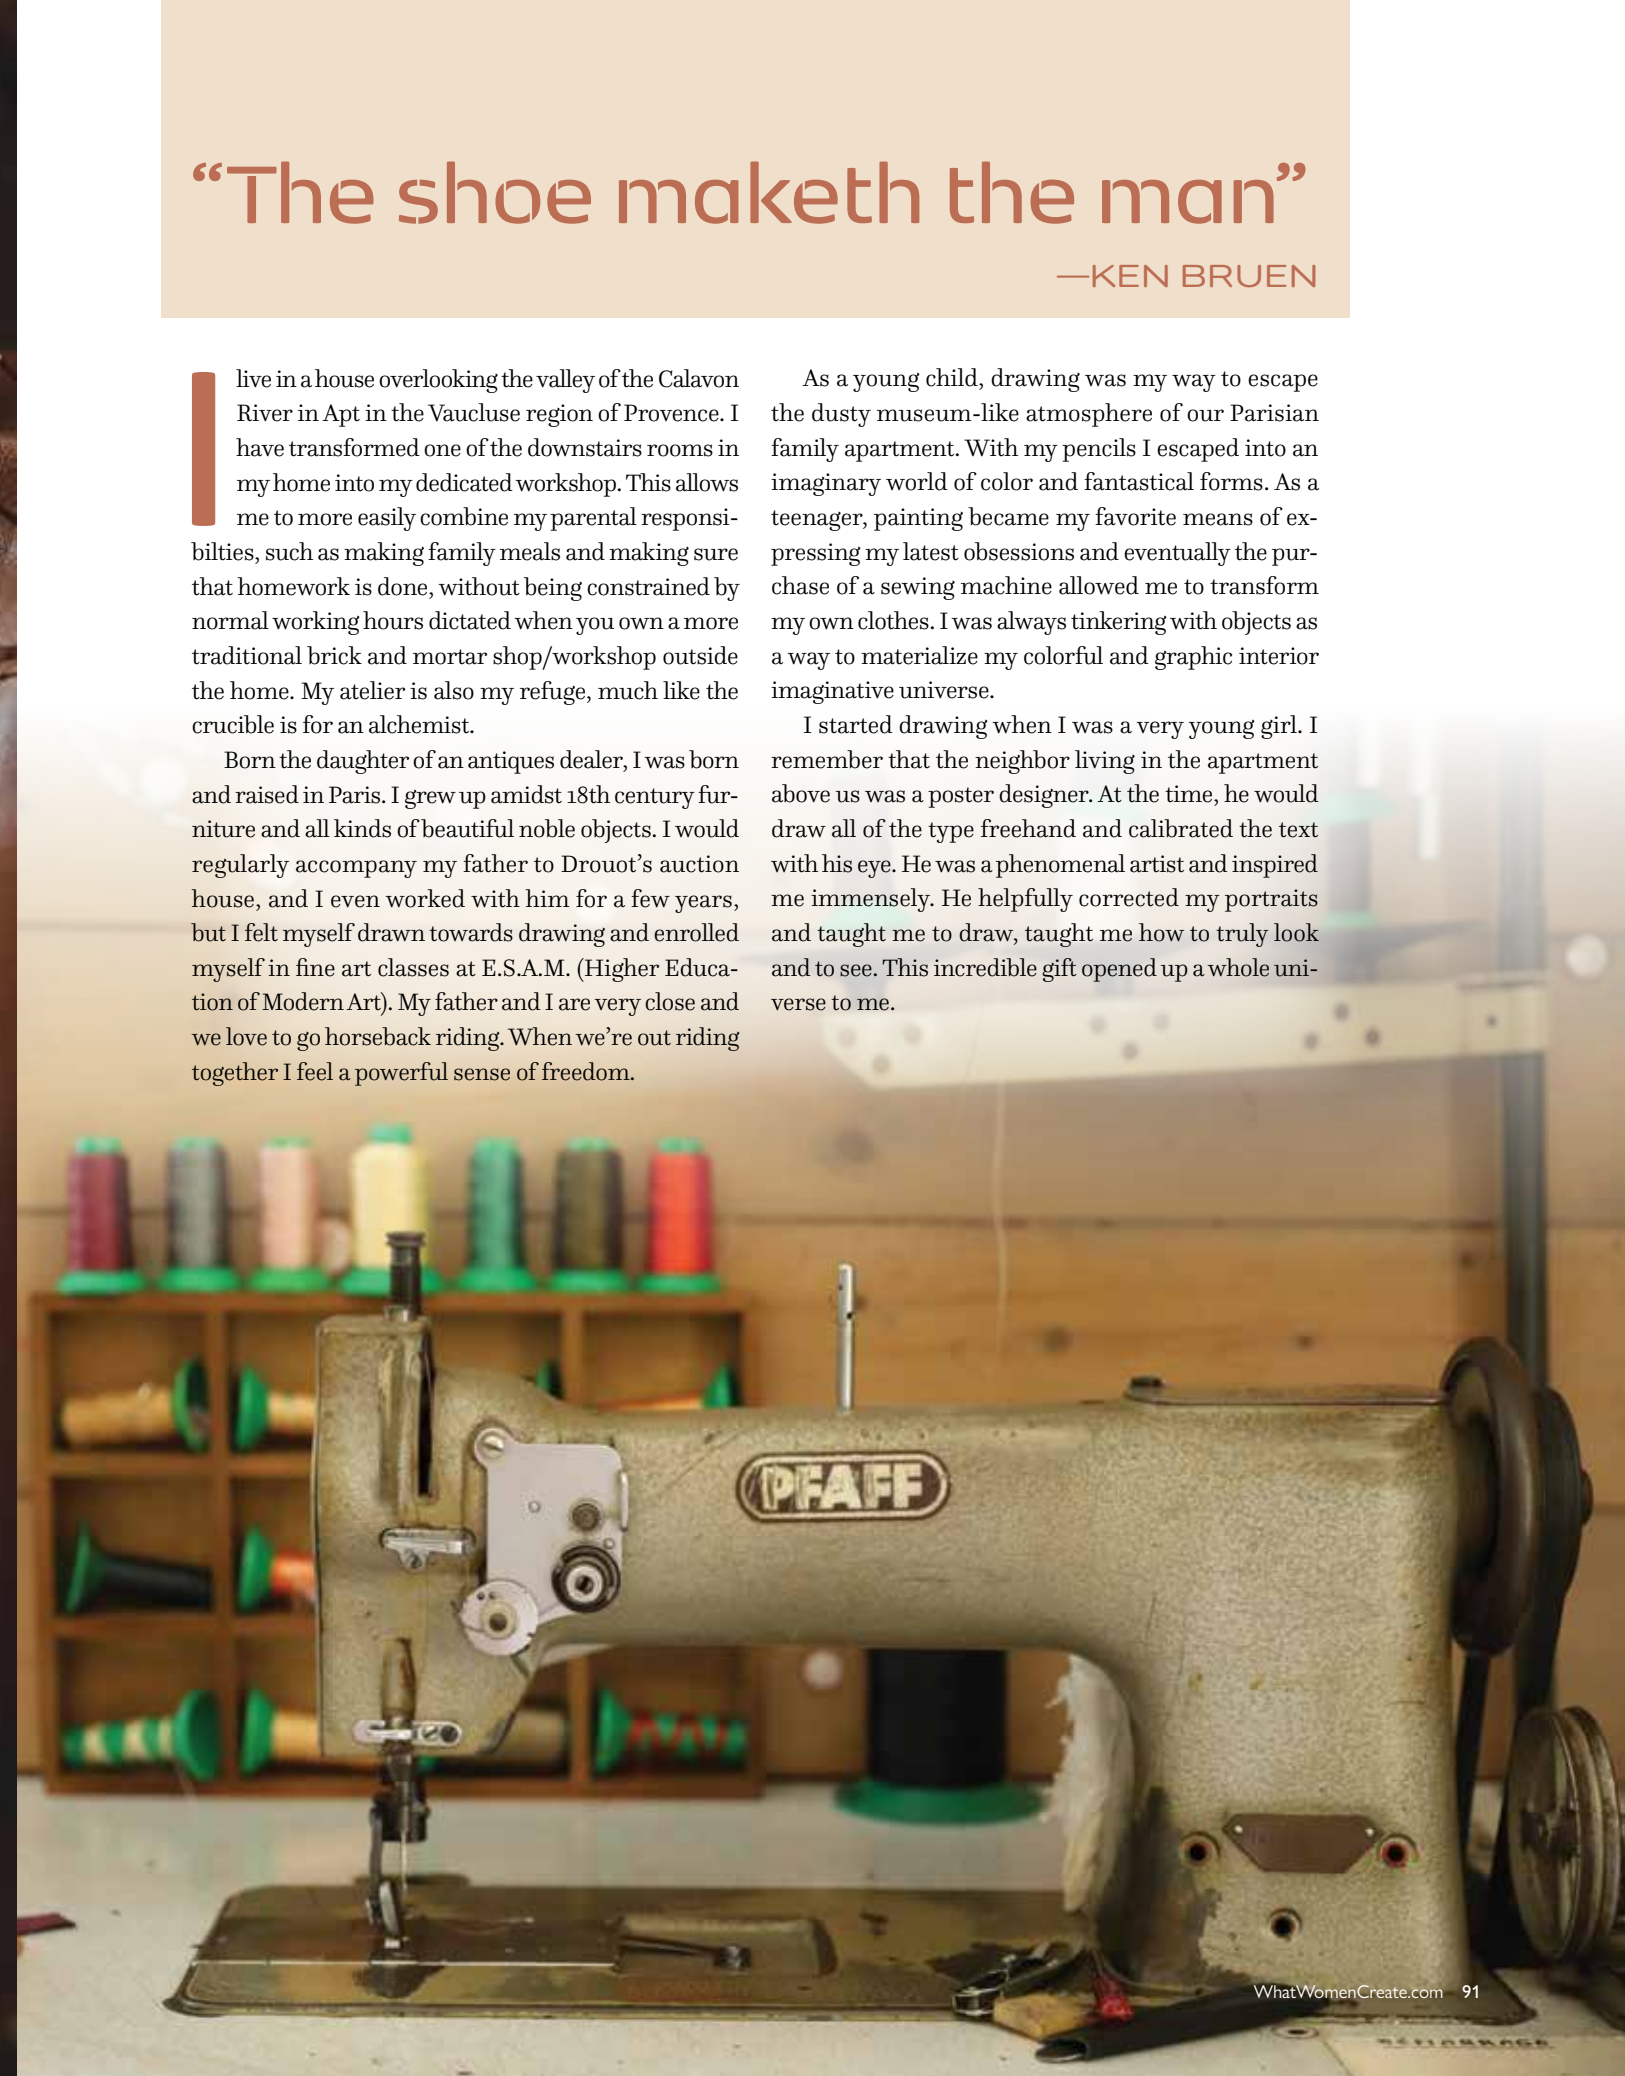 “The shoe maketh the man”
—KEN BRUEN
I live in a house overlooking the valley of the Calavon
River in Apt in the Vaucluse region of Provence. I
have transformed one of the downstairs rooms in
my home into my dedicated workshop. This allows
me to more easily combine my parental responsi-
bilties, such as making family meals and making sure
that homework is done, without being constrained by
normal working hours dictated when you own a more
traditional brick and mortar shop/workshop outside
the home. My atelier is also my refuge, much like the
crucible is for an alchemist.
Born the daughter of an antiques dealer, I was born
and raised in Paris. I grew up amidst 18th century fur-
niture and all kinds of beautiful noble objects. I would
regularly accompany my father to Drouot’s auction
house, and I even worked with him for a few years,
but I felt myself drawn towards drawing and enrolled
myself in fine art classes at E.S.A.M. (Higher Educa-
tion of Modern Art). My father and I are very close and
we love to go horseback riding. When we’re out riding
together I feel a powerful sense of freedom.
As a young child, drawing was my way to escape
the dusty museum-like atmosphere of our Parisian
family apartment. With my pencils I escaped into an
imaginary world of color and fantastical forms. As a
teenager, painting became my favorite means of ex-
pressing my latest obsessions and eventually the pur-
chase of a sewing machine allowed me to transform
my own clothes. I was always tinkering with objects as
a way to materialize my colorful and graphic interior
imaginative universe.
I started drawing when I was a very young girl. I
remember that the neighbor living in the apartment
above us was a poster designer. At the time, he would
draw all of the type freehand and calibrated the text
with his eye. He was a phenomenal artist and inspired
me immensely. He helpfully corrected my portraits
and taught me to draw, taught me how to truly look
and to see. This incredible gift opened up a whole uni-
verse to me.
PFAFF
WhatWomenCreate.com 91